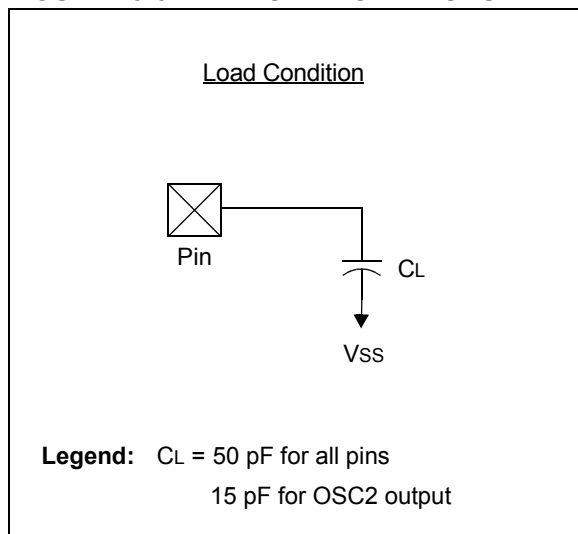 Load Condition
Pin
CL
VSS
Legend: CL = 50 pF for all pins
15 pF for OSC2 output